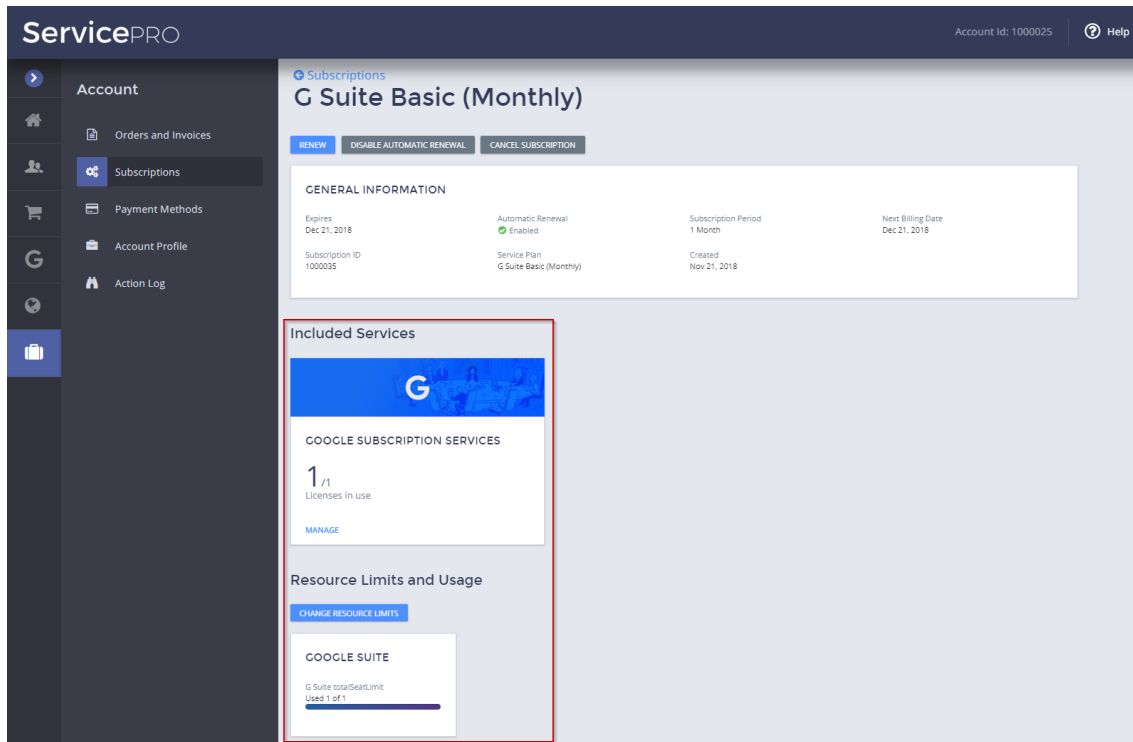 ServicePRO
Account Id: 1000025
Help
Account
Orders and Invoices
Subscriptions
Payment Methods
Account Profile
Action Log
Subscriptions
G Suite Basic (Monthly)
RENEW
DISABLE AUTOMATIC RENEWAL
CANCEL SUBSCRIPTION
GENERAL INFORMATION
Expires
Dec 21, 2018
Automatic Renewal
Enabled
Subscription Period
1 Month
Next Billing Date
Dec 21, 2018
Subscription ID
1000035
Service Plan
G Suite Basic (Monthly)
Created
Nov 21, 2018
Included Services
G
GOOGLE SUBSCRIPTION SERVICES
1 /1
Licenses in use
MANAGE
Resource Limits and Usage
CHANGE RESOURCE LIMITS
GOOGLE SUITE
G Suite totalSeatLimit
Used 1 of 1